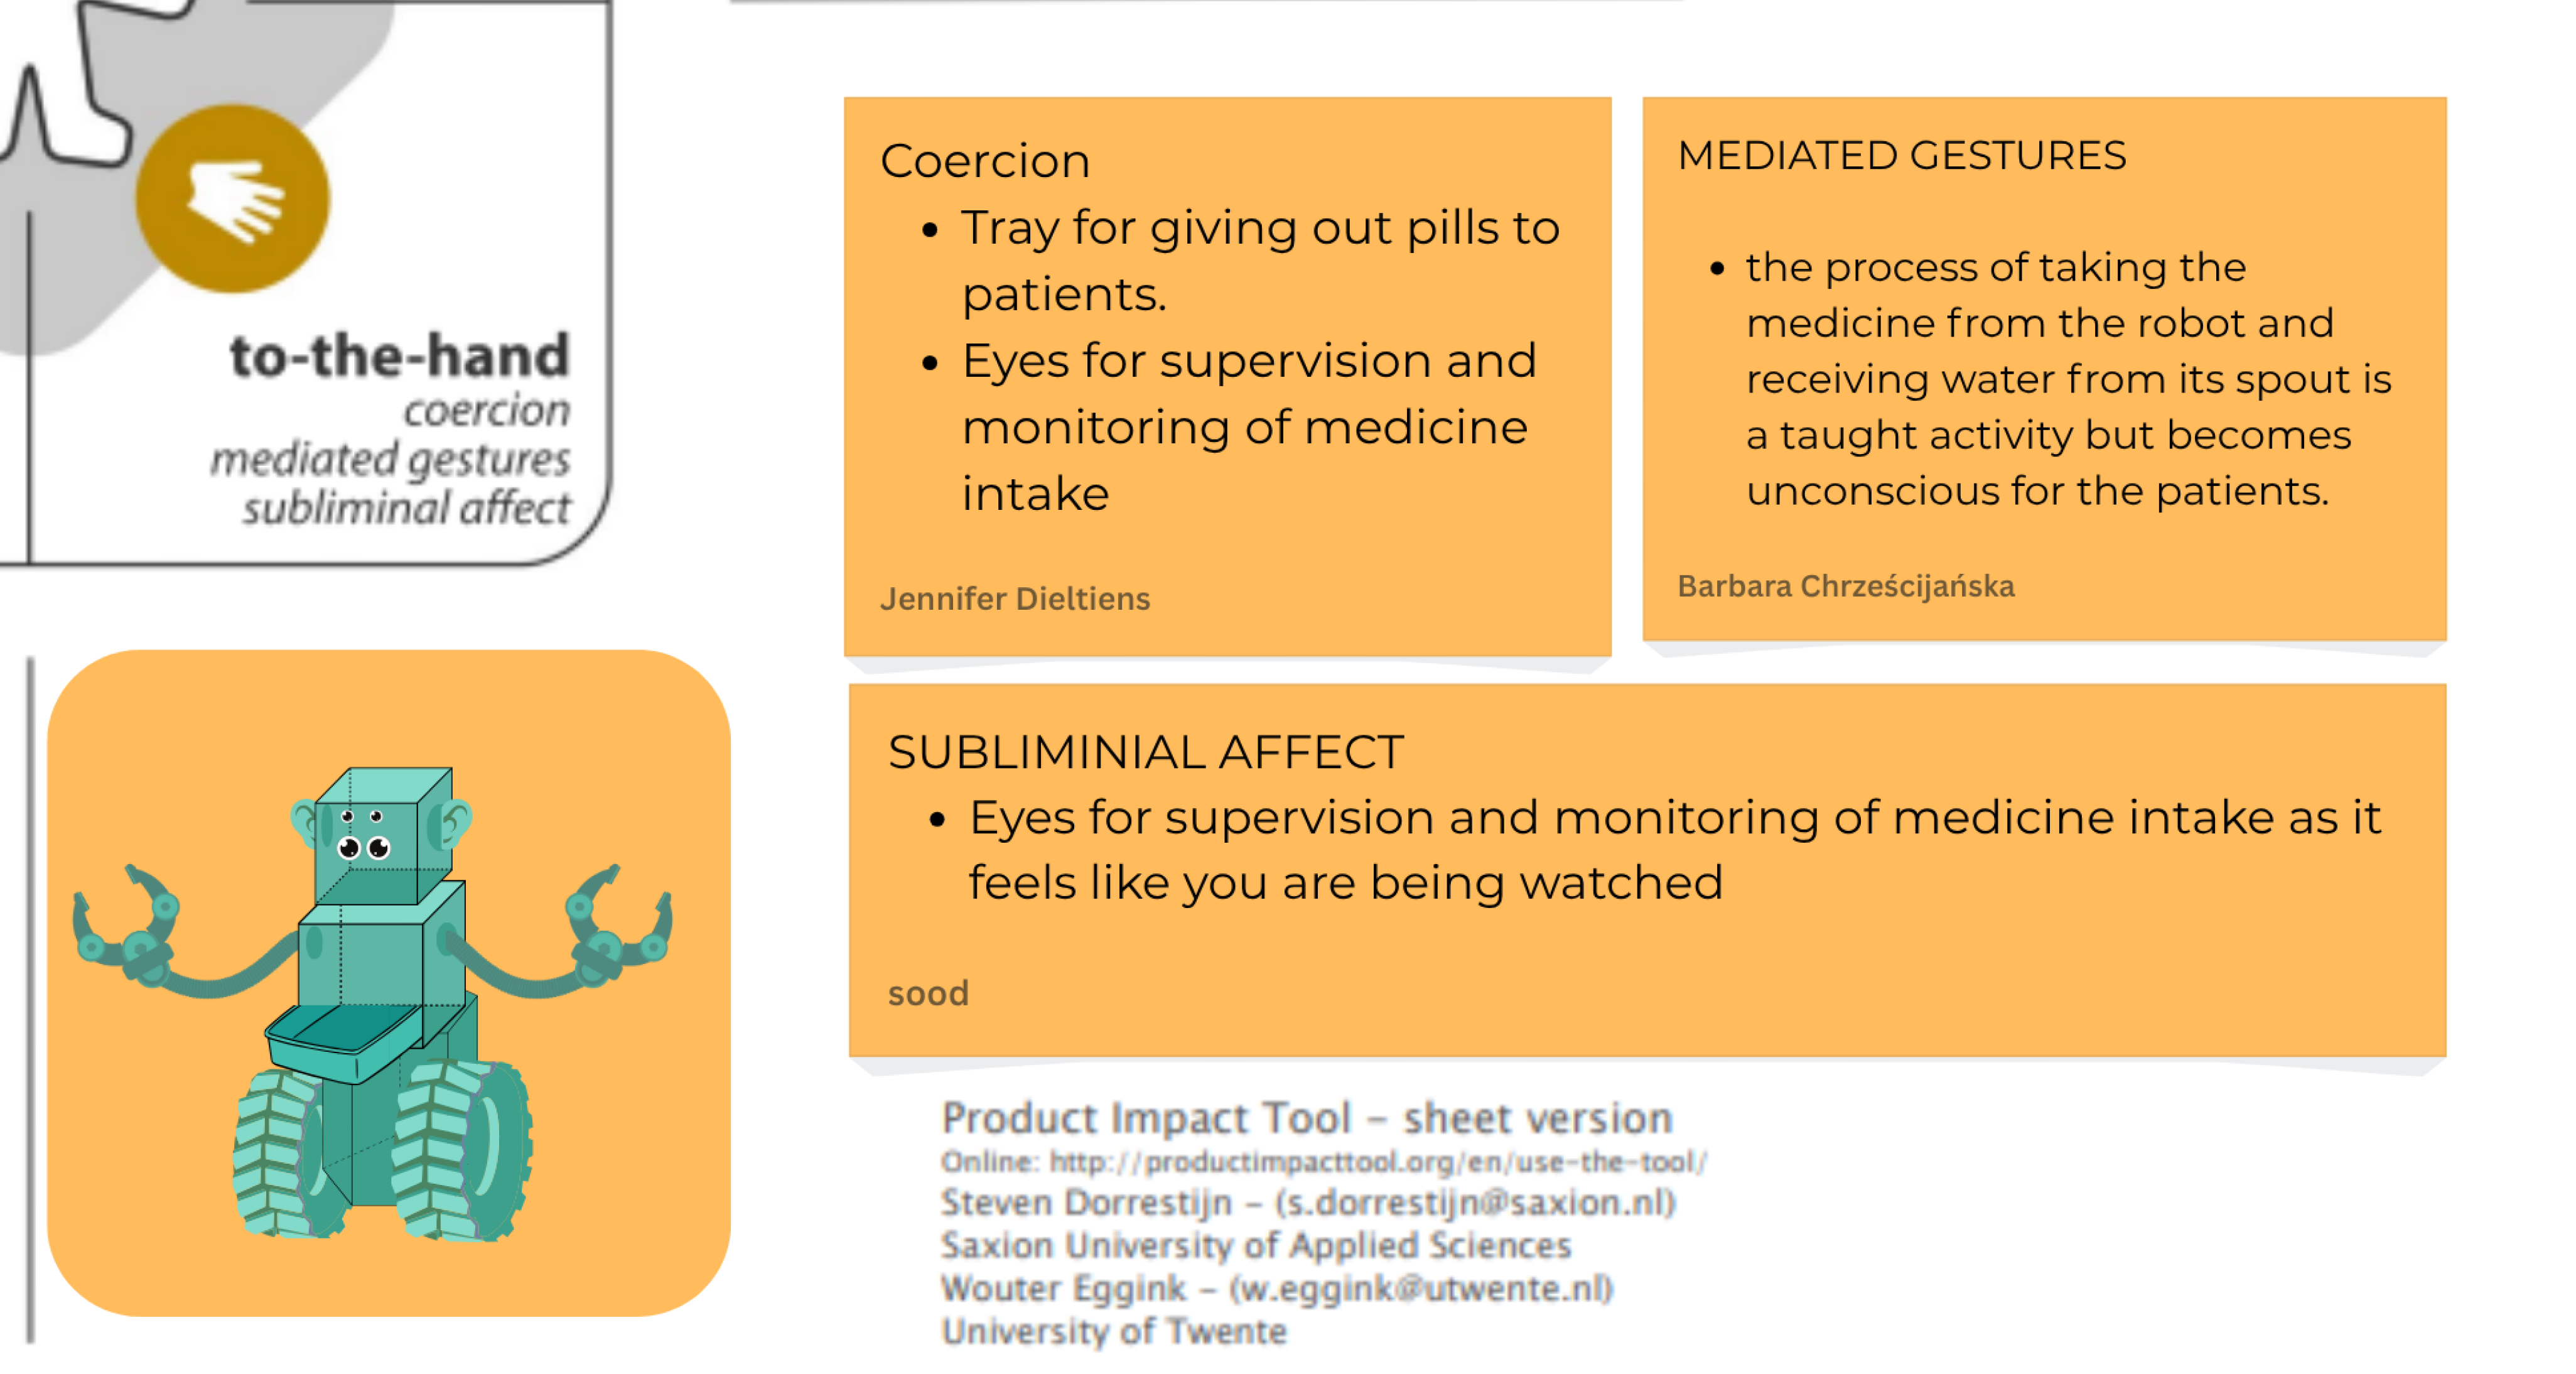 to-the-hand
coercion
mediated gestures
subliminal affect
Coercion
• Tray for giving out pills to
patients.
• Eyes for supervision and
monitoring of medicine
intake
Jennifer Dieltiens
MEDIATED GESTURES
• the process of taking the
medicine from the robot and
receiving water from its spout is
a taught activity but becomes
unconscious for the patients.
Barbara Chrześcijańska
SUBLIMINIAL AFFECT
• Eyes for supervision and monitoring of medicine intake as it
feels like you are being watched
sood
Product Impact Tool – sheet version
Online: http://productimpacttool.org/en/use-the-tool/
Steven Dorrestijn – (s.dorrestijn@saxion.nl)
Saxion University of Applied Sciences
Wouter Eggink – (w.eggink@utwente.nl)
University of Twente